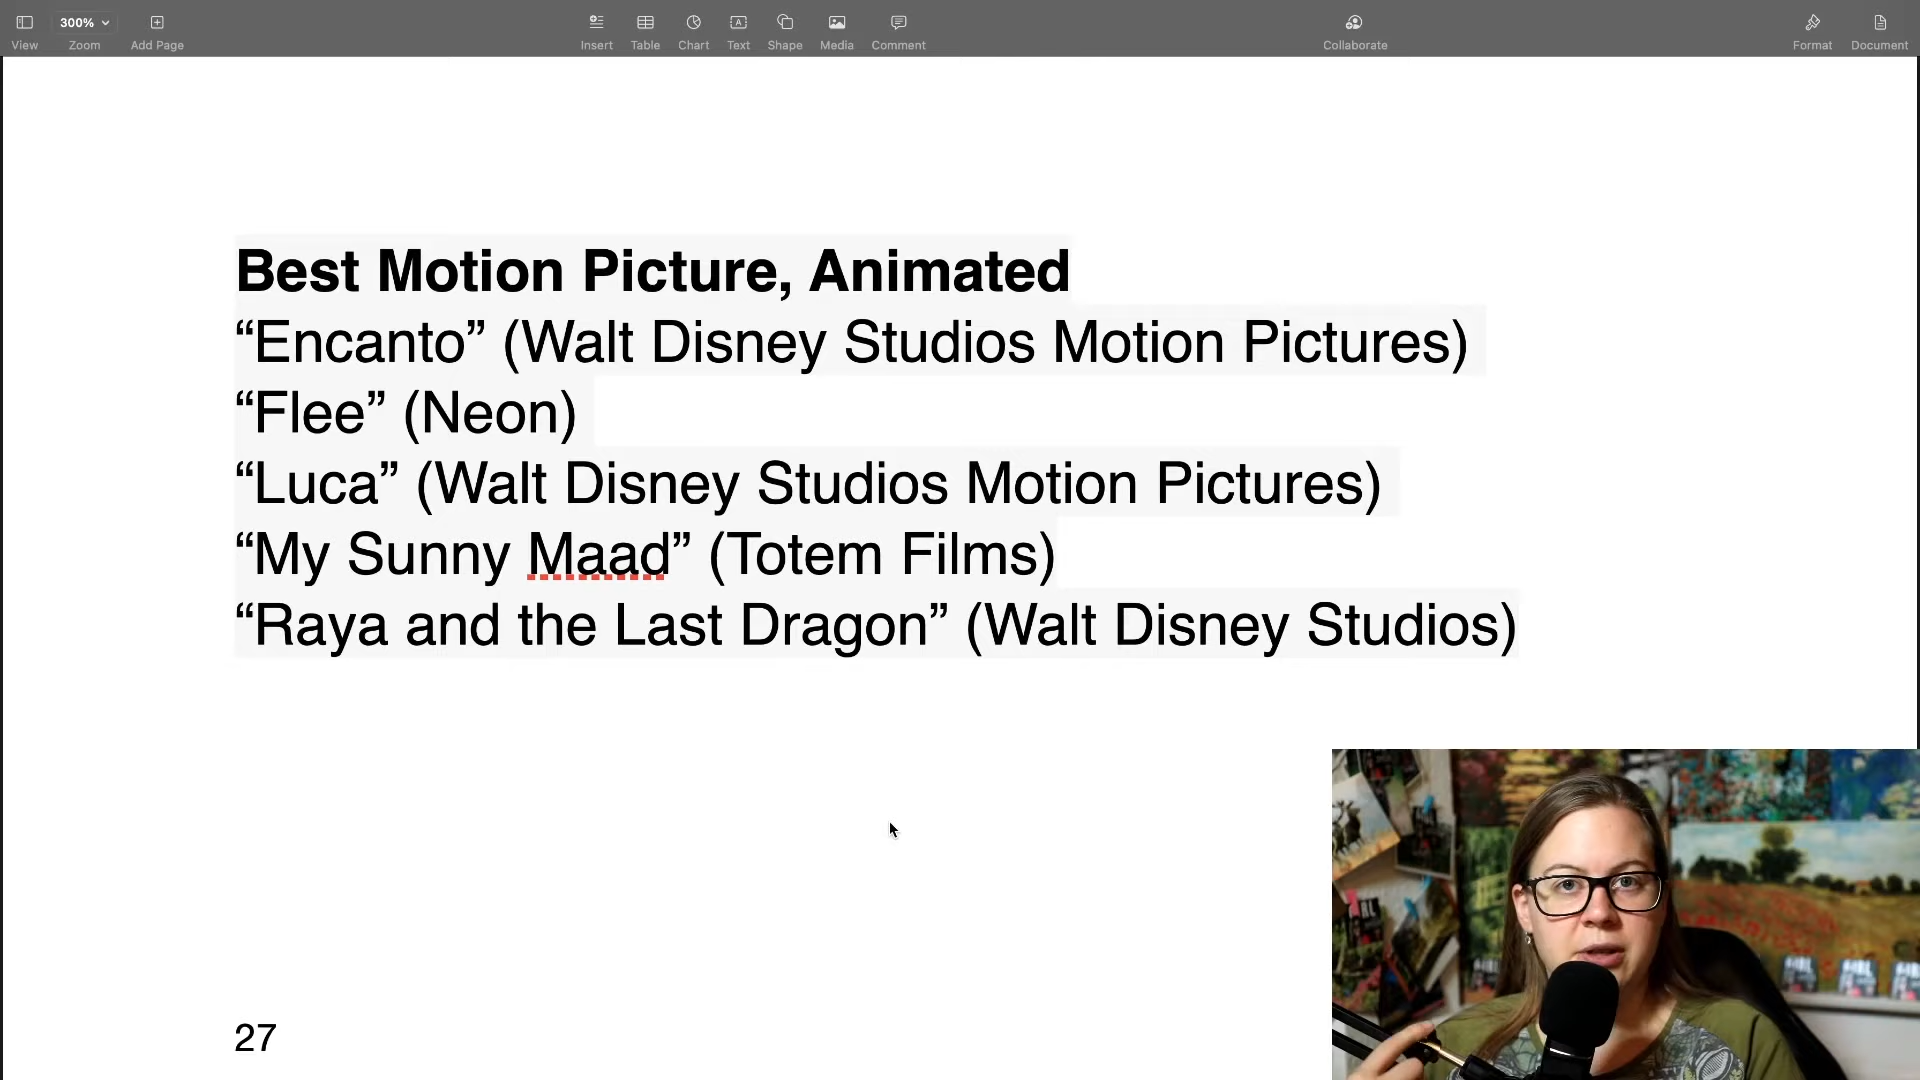 300%
View
Zoom
Add Page
Insert
Table
Chart
Text
Shape
Media
Comment
Collaborate
Format
Document
Best Motion Picture, Animated
“Encanto” (Walt Disney Studios Motion Pictures)
“Flee” (Neon)
“Luca” (Walt Disney Studios Motion Pictures)
“My Sunny Maad” (Totem Films)
“Raya and the Last Dragon” (Walt Disney Studios)
27